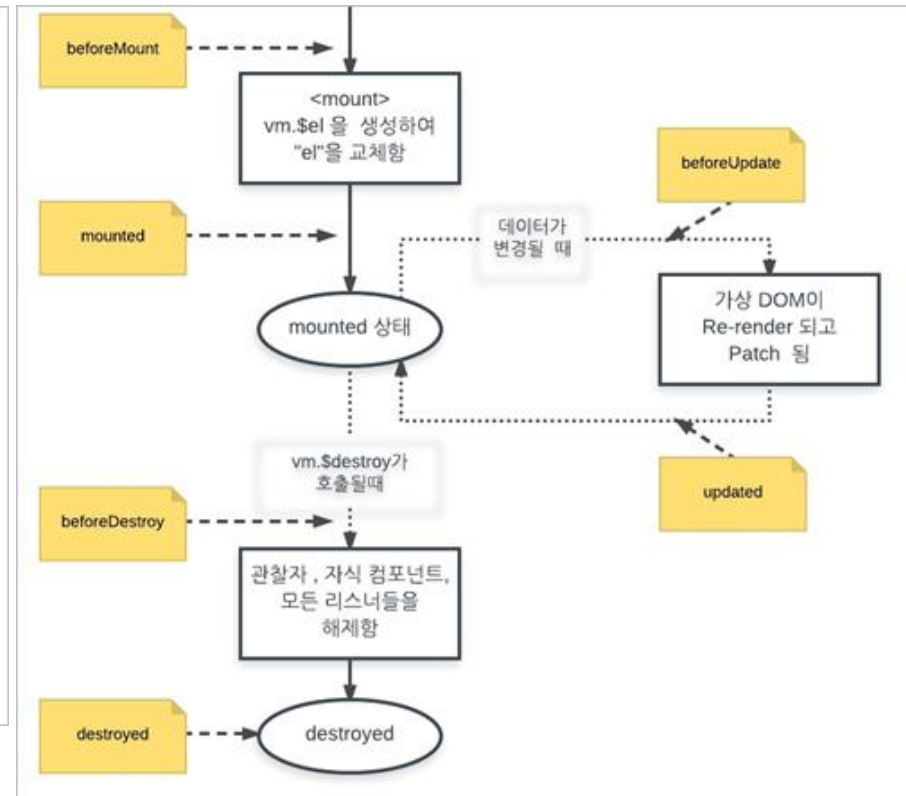 beforeMount
<mount>
vm.$el 을 생성하여
"el"을 교체함
beforeUpdate
mounted
데이터가
변경될 때
mounted 상태
가상 DOM이
Re-render 되고
Patch 됨
vm.$destroy가
호출될때
updated
beforeDestroy
관찰자 , 자식 컴포넌트,
모든 리스너들을
해제함
destroyed
destroyed